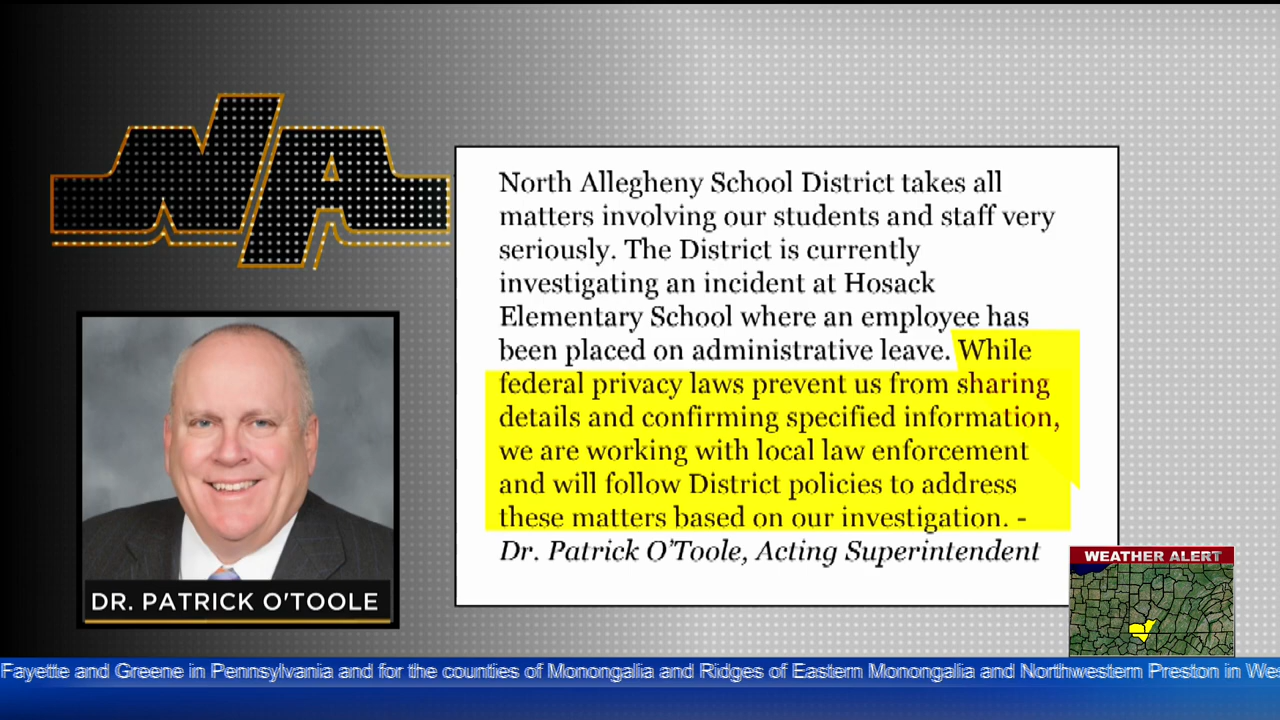 NA
North Allegheny School District takes all
matters involving our students and staff very
seriously. The District is currently
investigating an incident at Hosack
Elementary School where an employee has
been placed on administrative leave. While
federal privacy laws prevent us from sharing
details and confirming specified information,
we are working with local law enforcement
and will follow District policies to address
these matters based on our investigation. -
Dr. Patrick O'Toole, Acting Superintendent
DR. PATRICK O'TOOLE
WEATHER ALERT
Fayette and Greene in Pennsylvania and for the counties of Monongalia and Ridges of Eastern Monongalia and Northwestern Preston in Wes